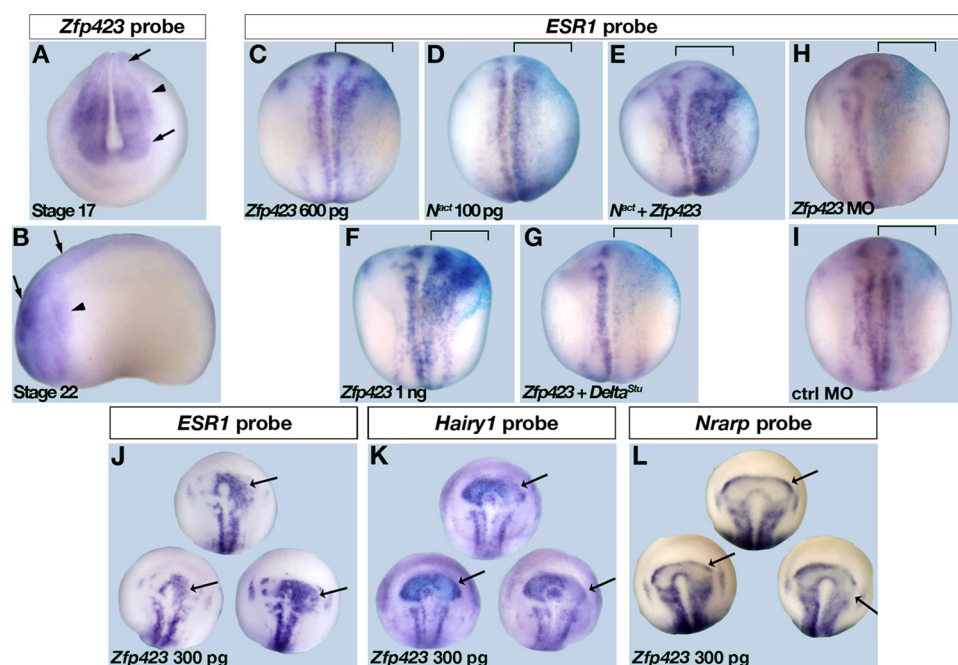 Zfp423 probe
ESR1 probe
A
Stage 17
B
Stage 22
C
Zfp423 600 pg
D
Nact 100 pg
E
Nact + Zfp423
H
Zfp423 MO
F
Zfp423 1 ng
G
Zfp423 + DeltaStu
I
ctrl MO
ESR1 probe
Hairy1 probe
Nrarp probe
J
Zfp423 300 pg
K
Zfp423 300 pg
L
Zfp423 300 pg